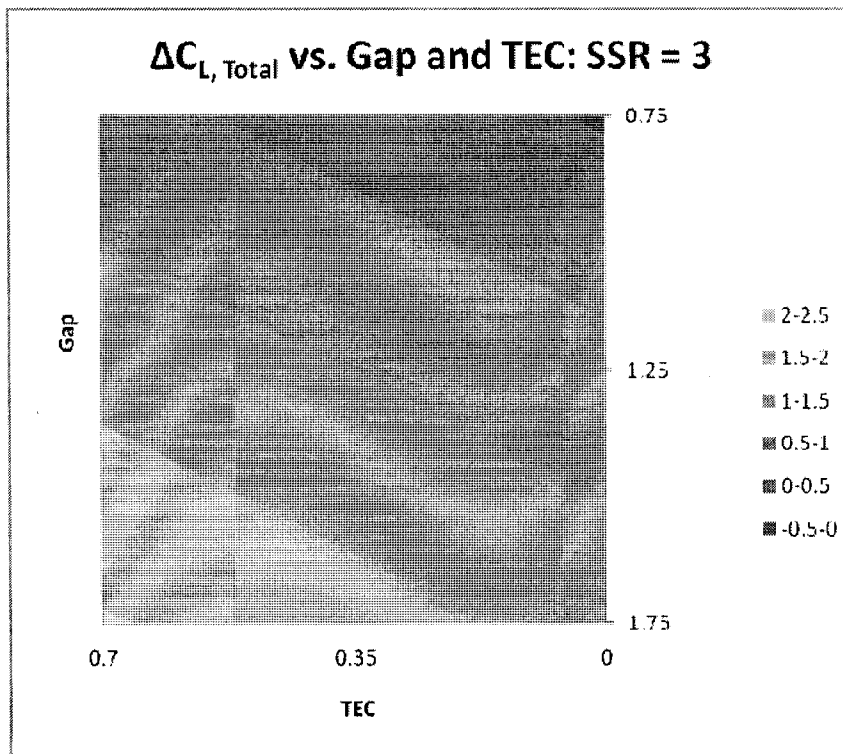 ΔC_L, Total vs. Gap and TEC: SSR = 3
0.75
Gap
1.25
1.75
0.7 0.35 0
TEC
2-2.5
1.5-2
1-1.5
0.5-1
0-0.5
-0.5-0